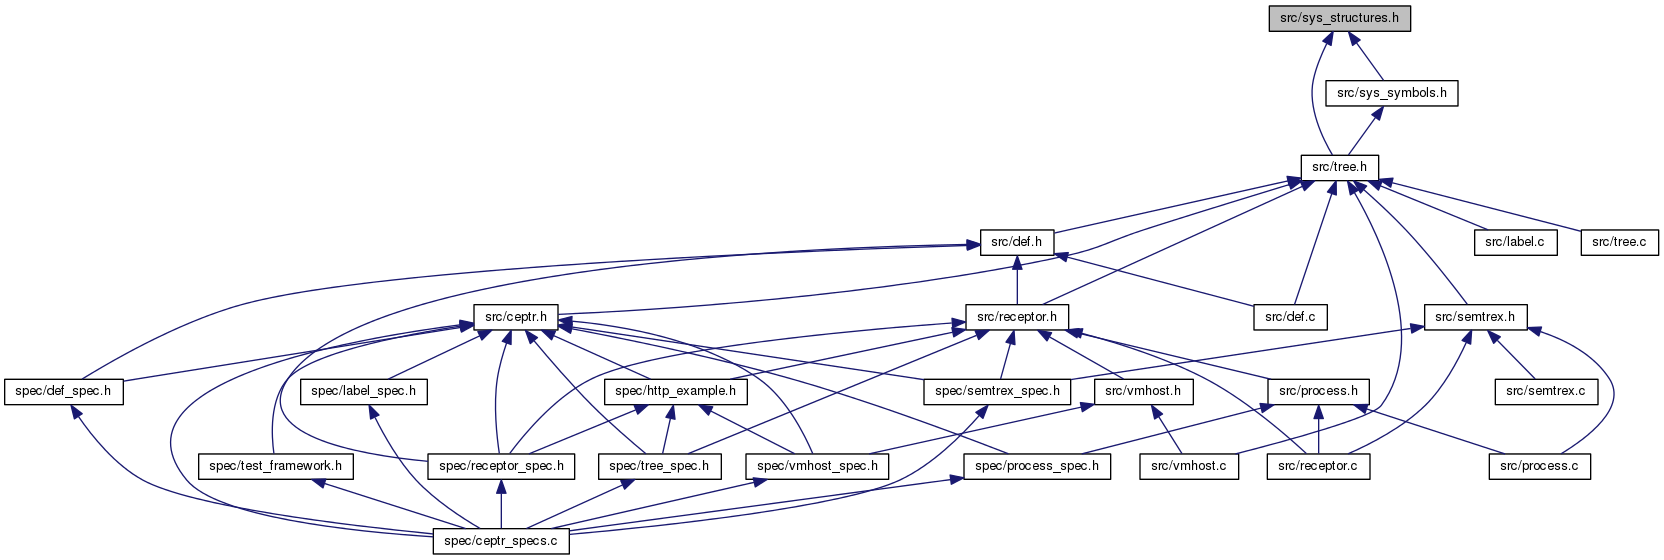 src/sys_structures.h
src/sys_symbols.h
src/tree.h
src/def.h
src/label.c
src/tree.c
src/ceptr.h
src/receptor.h
src/def.c
src/semtrex.h
spec/def_spec.h
spec/label_spec.h
spec/http_example.h
spec/semtrex_spec.h
src/vmhost.h
src/process.h
src/semtrex.c
spec/test_framework.h
spec/receptor_spec.h
spec/tree_spec.h
spec/vmhost_spec.h
spec/process_spec.h
src/vmhost.c
src/receptor.c
src/process.c
spec/ceptr_specs.c